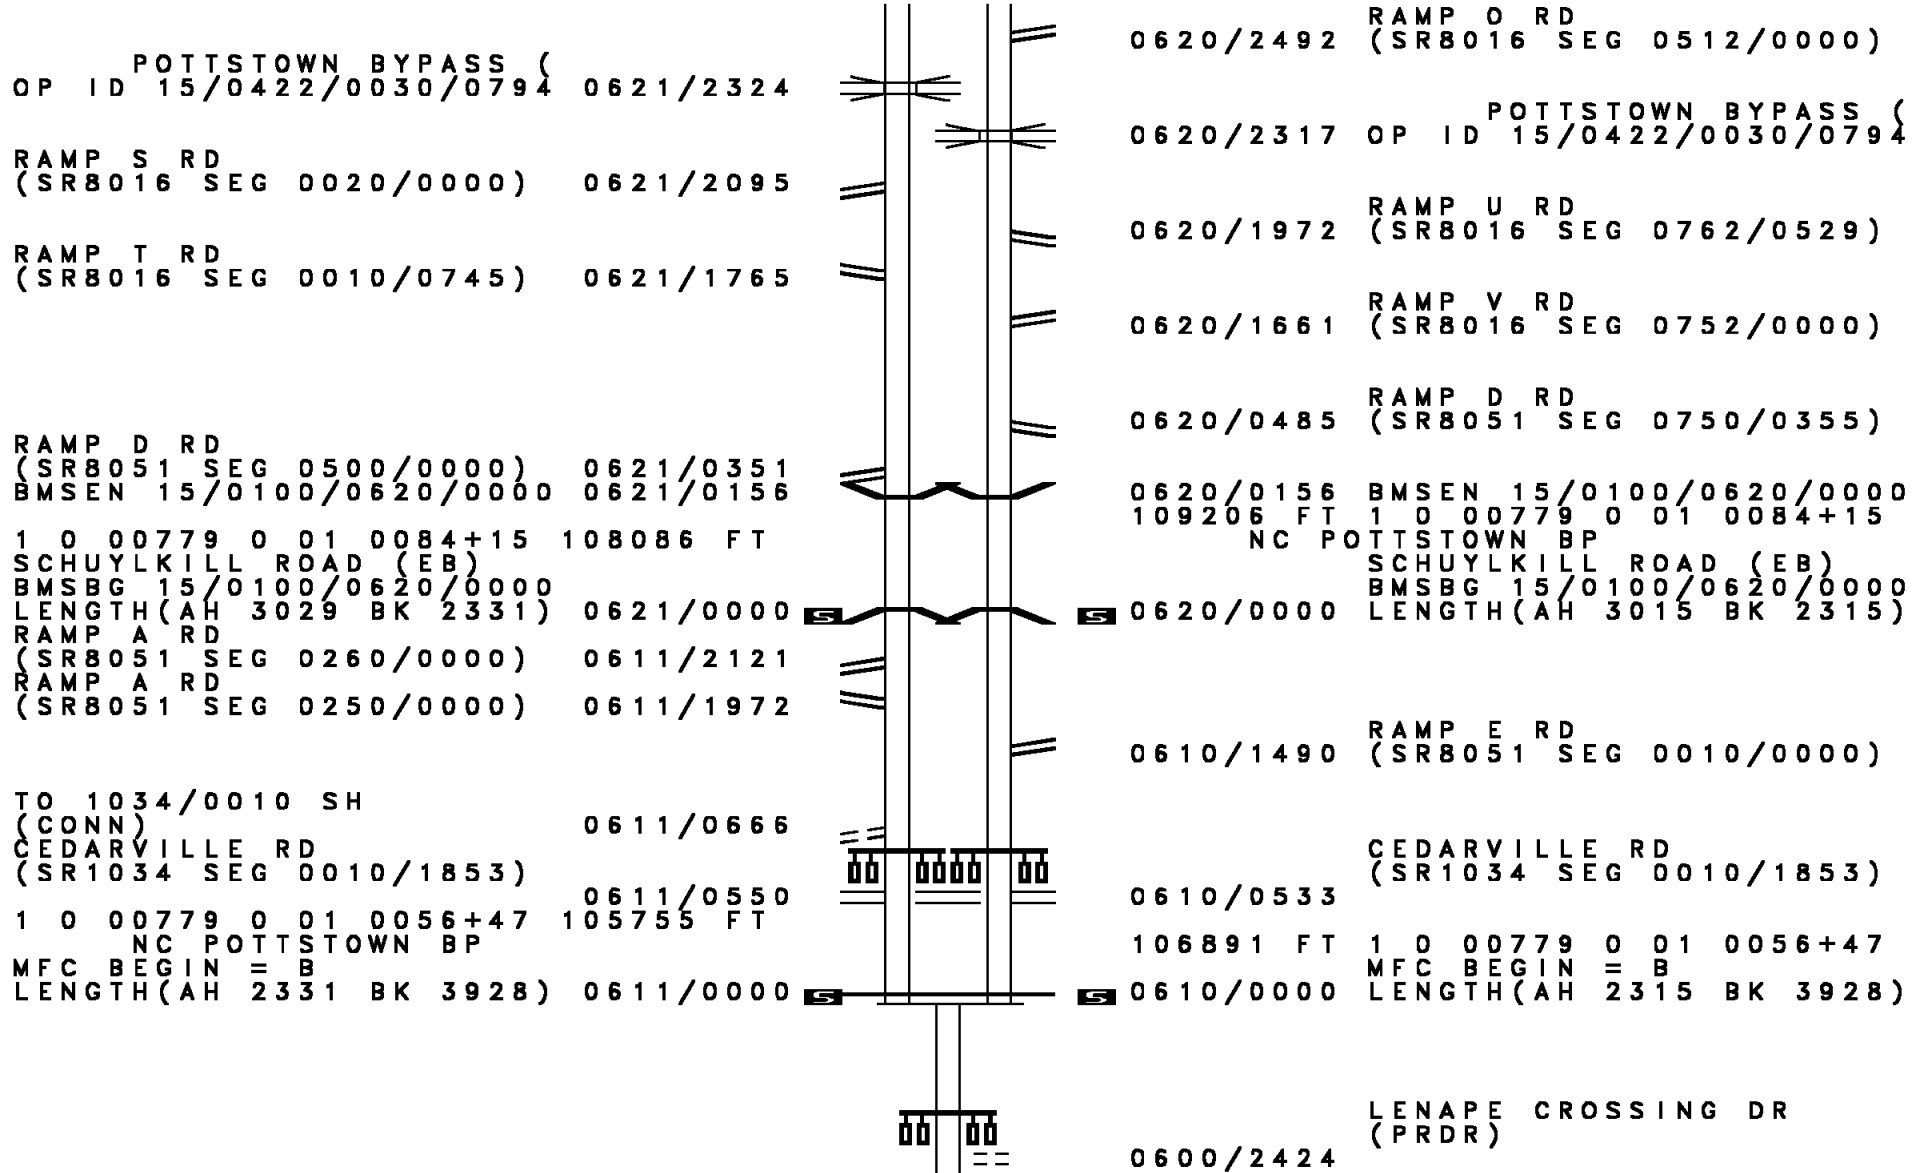 RAMP O RD
0620/2492 (SR8016 SEG 0512/0000)
POTTSTOWN BYPASS (
OP ID 15/0422/0030/0794 0621/2324
POTTSTOWN BYPASS (
0620/2317 OP ID 15/0422/0030/0794
RAMP S RD
(SR8016 SEG 0020/0000) 0621/2095
RAMP U RD
0620/1972 (SR8016 SEG 0762/0529)
RAMP T RD
(SR8016 SEG 0010/0745) 0621/1765
RAMP V RD
0620/1661 (SR8016 SEG 0752/0000)
RAMP D RD
0620/0485 (SR8051 SEG 0750/0355)
RAMP D RD
(SR8051 SEG 0500/0000) 0621/0351
BMSEN 15/0100/0620/0000 0621/0156
0620/0156 BMSEN 15/0100/0620/0000
109206 FT 1 0 00779 0 01 0084+15
1 0 00779 0 01 0084+15 108086 FT
NC POTTSTOWN BP
SCHUYLKILL ROAD (EB)
SCHUYLKILL ROAD (EB)
BMSBG 15/0100/0620/0000
BMSBG 15/0100/0620/0000
LENGTH(AH 3029 BK 2331) 0621/0000 S
S 0620/0000 LENGTH(AH 3015 BK 2315)
RAMP A RD
(SR8051 SEG 0260/0000) 0611/2121
RAMP A RD
(SR8051 SEG 0250/0000) 0611/1972
RAMP E RD
0610/1490 (SR8051 SEG 0010/0000)
TO 1034/0010 SH
(CONN) 0611/0666
CEDARVILLE RD
(SR1034 SEG 0010/1853)
0611/0550
CEDARVILLE RD
(SR1034 SEG 0010/1853)
0610/0533
1 0 00779 0 01 0056+47 105755 FT
NC POTTSTOWN BP
106891 FT 1 0 00779 0 01 0056+47
MFC BEGIN = B
MFC BEGIN = B
LENGTH(AH 2331 BK 3928) 0611/0000 S
S 0610/0000 LENGTH(AH 2315 BK 3928)
LENAPE CROSSING DR
(PRDR)
0600/2424